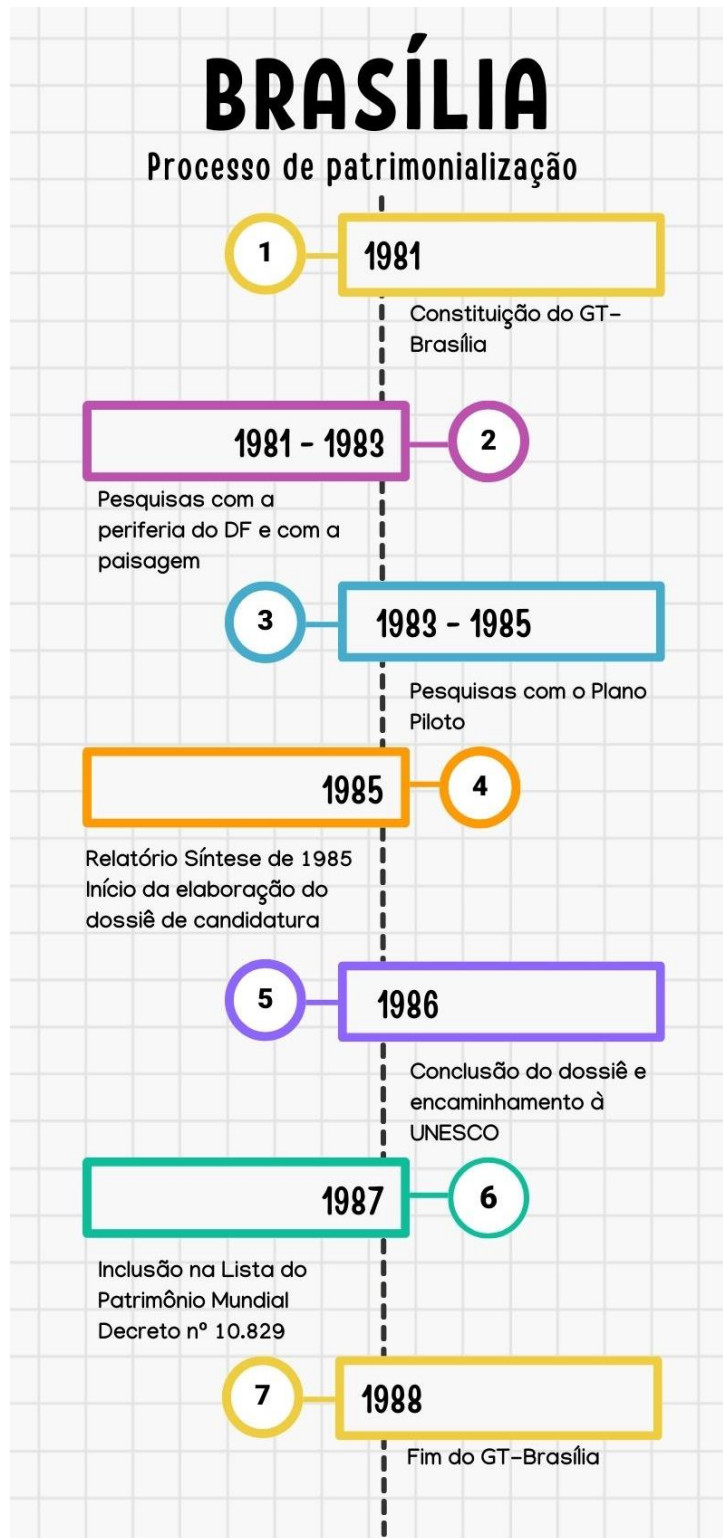 BRASÍLIA
Processo de patrimonialização
1
1981
Constituição do GT-
Brasília
1981 - 1983
2
Pesquisas com a
periferia do DF e com a
paisagem
3
1983 - 1985
Pesquisas com o Plano
Piloto
1985
4
Relatório Síntese de 1985
Início da elaboração do
dossiê de candidatura
5
1986
Conclusão do dossiê e
encaminhamento à
UNESCO
1987
6
Inclusão na Lista do
Patrimônio Mundial
Decreto nº 10.829
7
1988
Fim do GT-Brasília